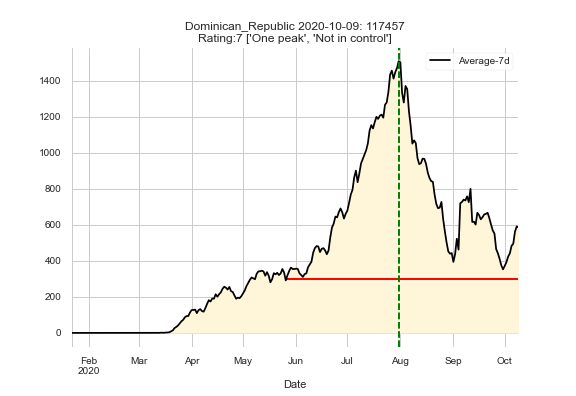 Dominican_Republic 2020-10-09: 117457
Rating:7 ['One peak', 'Not in control']
Average-7d
1400
1200
1000
800
600
400
200
0
Feb Mar Apr May Jun Jul Aug Sep Oct
2020
Date